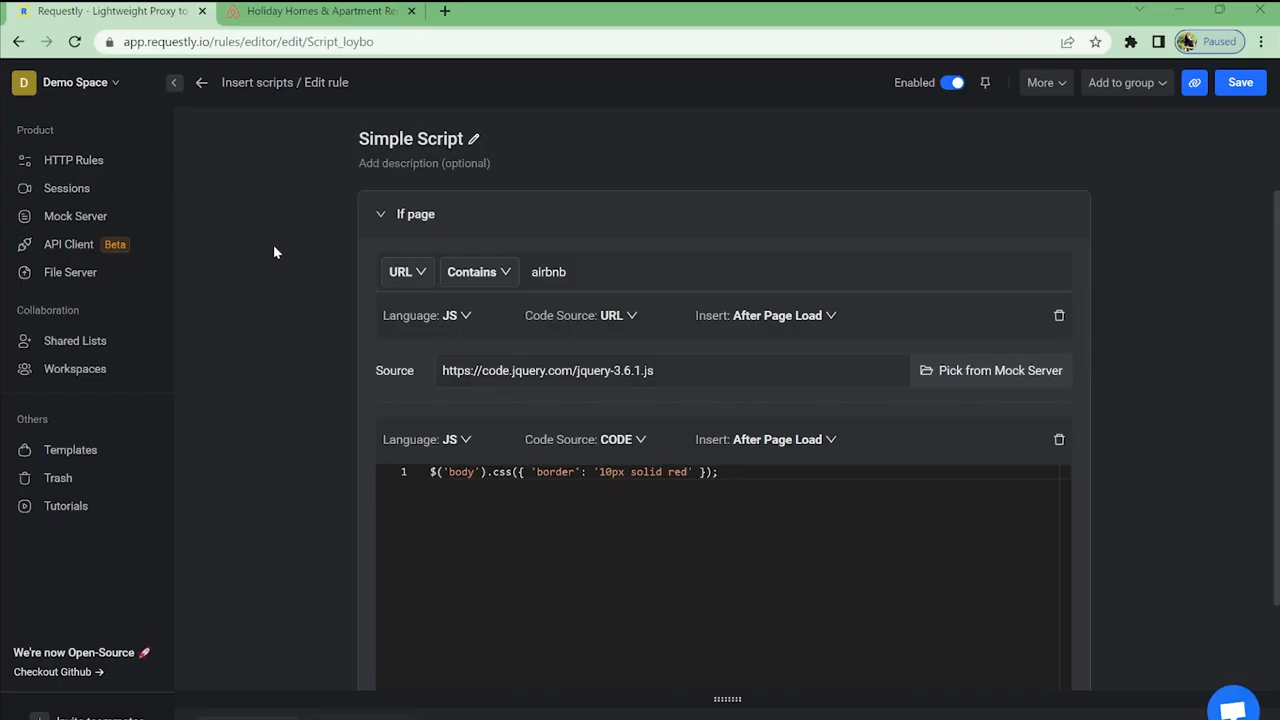 Requestly - Lightweight Proxy to
Holiday Homes & Apartment Re
app.requestly.io/rules/editor/edit/Script_loybo
Paused
D
Demo Space
Insert scripts / Edit rule
Enabled
More
Add to group
Save
Product
HTTP Rules
Sessions
Mock Server
API Client Beta
File Server
Collaboration
Shared Lists
Workspaces
Others
Templates
Trash
Tutorials
We're now Open-Source 🚀
Checkout Github →
Simple Script
Add description (optional)
If page
URL Contains airbnb
Language: JS Code Source: URL Insert: After Page Load
Source https://code.jquery.com/jquery-3.6.1.js Pick from Mock Server
Language: JS Code Source: CODE Insert: After Page Load
1 $('body').css({ 'border': '10px solid red' });